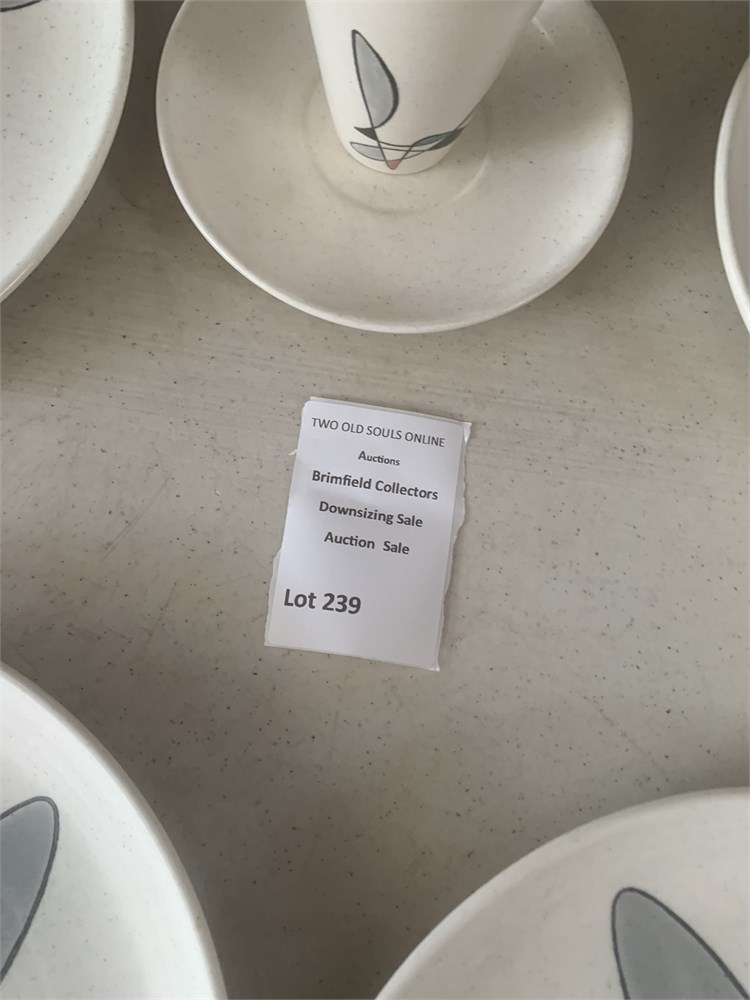 TWO OLD SOULS ONLINE
Auctions
Brimfield Collectors
Downsizing Sale
Auction Sale
Lot 239